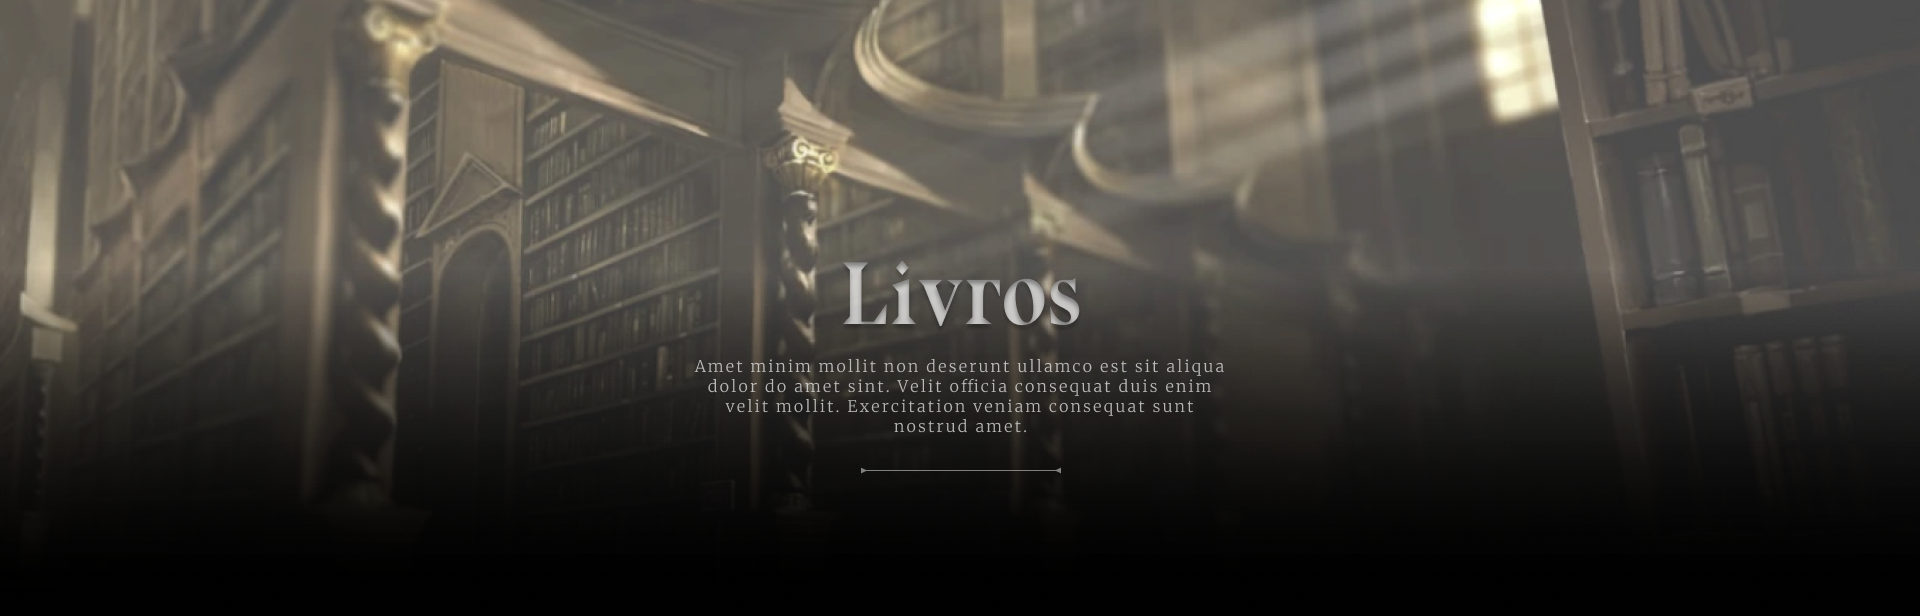 Livros
Amet minim mollit non deserunt ullamco est sit aliqua
dolor do amet sint. Velit officia consequat duis enim
velit mollit. Exercitation veniam consequat sunt
nostrud amet.